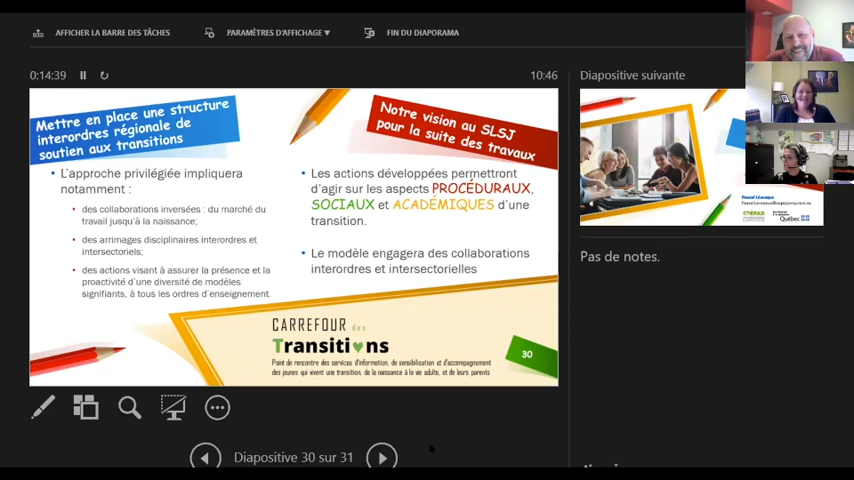 AFFICHER LA BARRE DES TÂCHES
PARAMÈTRES D'AFFICHAGE ▼
FIN DU DIAPORAMA
0:14:39
10:46
Mettre en place une structure
interordres régionale de
soutien aux transitions
• L'approche privilégiée impliquera
notamment :
• des collaborations inversées : du marché du
travail jusqu'à la naissance;
• des arrimages disciplinaires interordres et
intersectoriels;
• des actions visant à assurer la présence et la
proactivité d'une diversité de modèles
signifiants, à tous les ordres d'enseignement.
Notre vision au SLSJ
pour la suite des travaux
• Les actions développées permettront
d'agir sur les aspects PROCÉDURAUX,
SOCIAUX et ACADÉMIQUES d'une
transition.
• Le modèle engagera des collaborations
interordres et intersectorielles
CARREFOUR des
Transitions
Point de rencontre des services d'information, de sensibilisation et d'accompagnement
des jeunes qui vivent une transition, de la naissance à la vie adulte, et de leurs parents
30
Diapositive 30 sur 31
Diapositive suivante
Québec
Pas de notes.